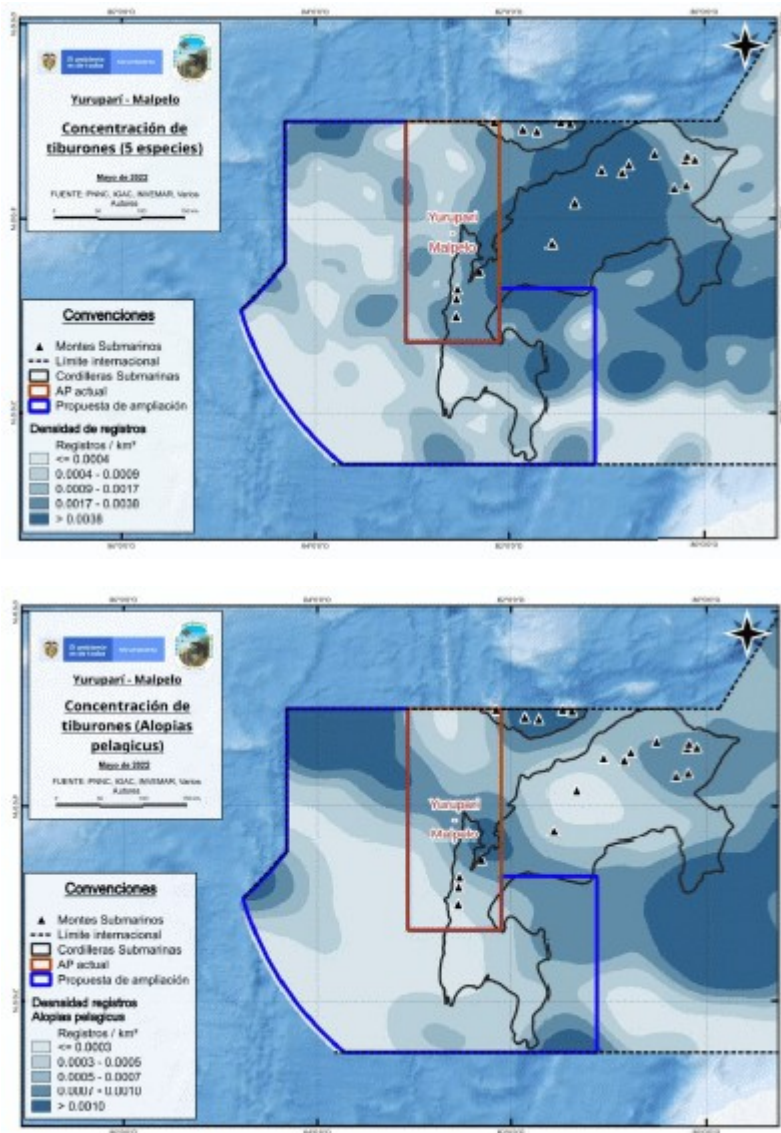 Yuruparí - Malpelo
Concentración de
tiburones (5 especies)
Mayo de 2022
FUENTE: PNNC, IGAC, INVEMAR, Varios
Autores
Convenciones
Montes Submarinos
Límite internacional
Cordilleras Submarinas
AP actual
Propuesta de ampliación
Densidad de registros
Registros / km²
<= 0.0004
0.0004 - 0.0009
0.0009 - 0.0017
0.0017 - 0.0038
> 0.0038
Yuruparí
-
Malpelo
Yuruparí - Malpelo
Concentración de
tiburones (Alopias
pelagicus)
Mayo de 2022
FUENTE: PNNC, IGAC, INVEMAR, Varios
Autores
Convenciones
Montes Submarinos
Límite internacional
Cordilleras Submarinas
AP actual
Propuesta de ampliación
Densidad registros
Alopias pelagicus
Registros / km²
<= 0.0003
0.0003 - 0.0005
0.0005 - 0.0007
0.0007 - 0.0010
> 0.0010
Yuruparí
-
Malpelo